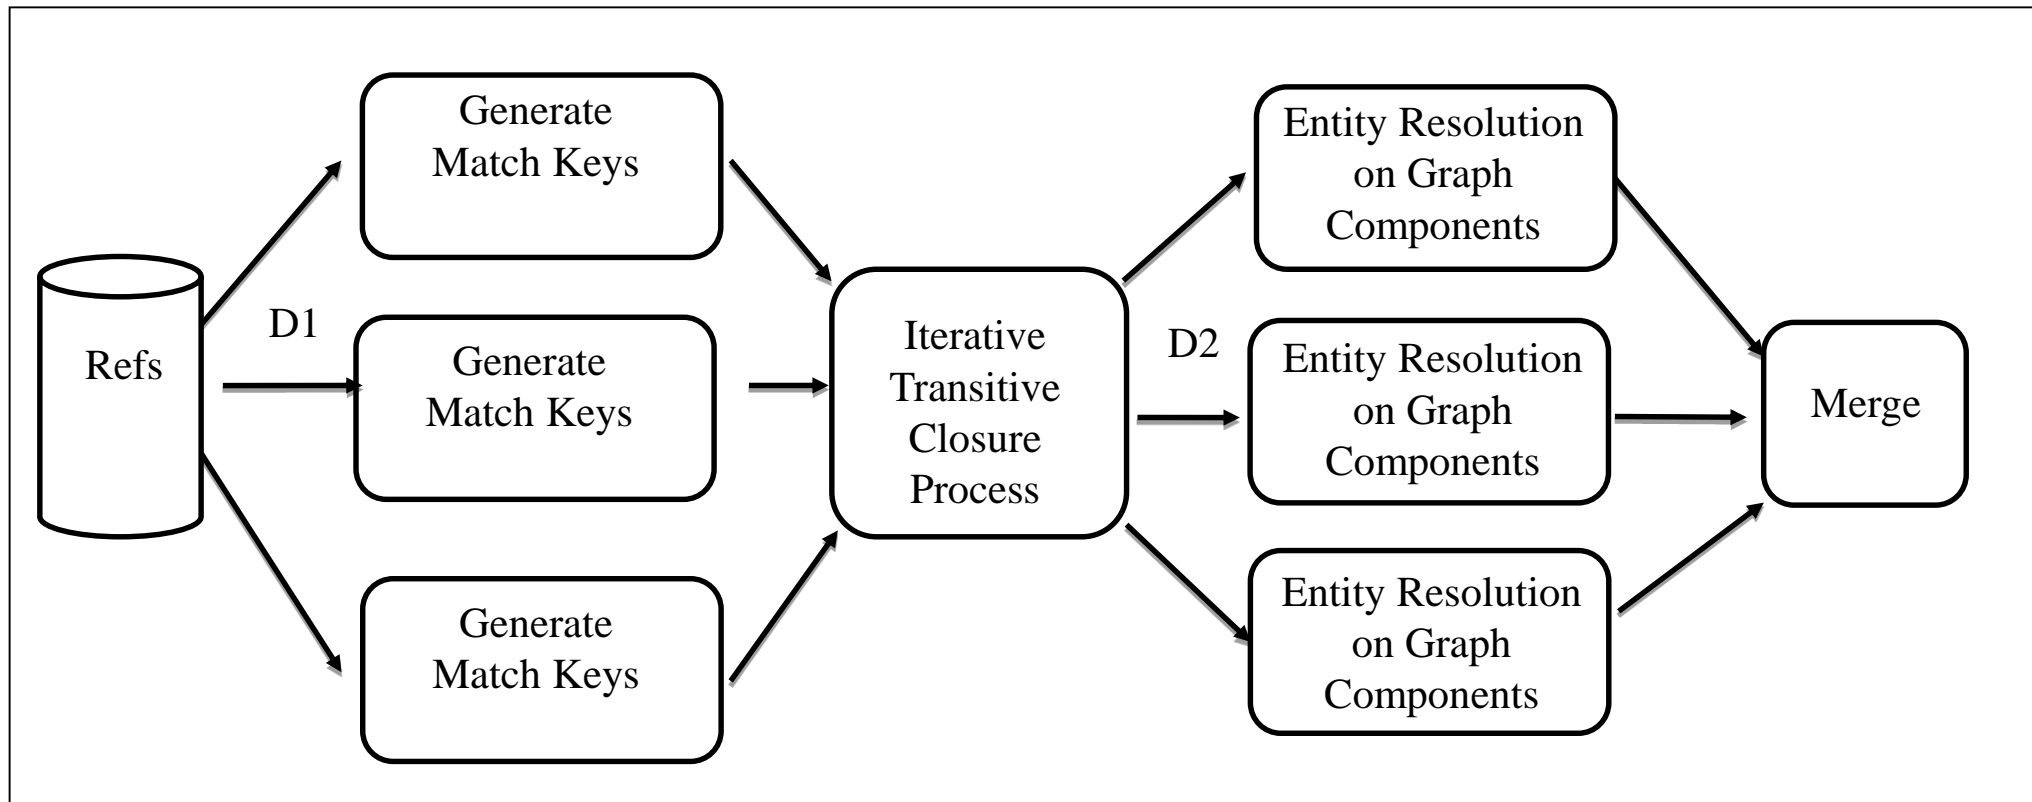 Refs
D1
Generate
Match Keys
Generate
Match Keys
Generate
Match Keys
Iterative
Transitive
Closure
Process
D2
Entity Resolution
on Graph
Components
Entity Resolution
on Graph
Components
Entity Resolution
on Graph
Components
Merge